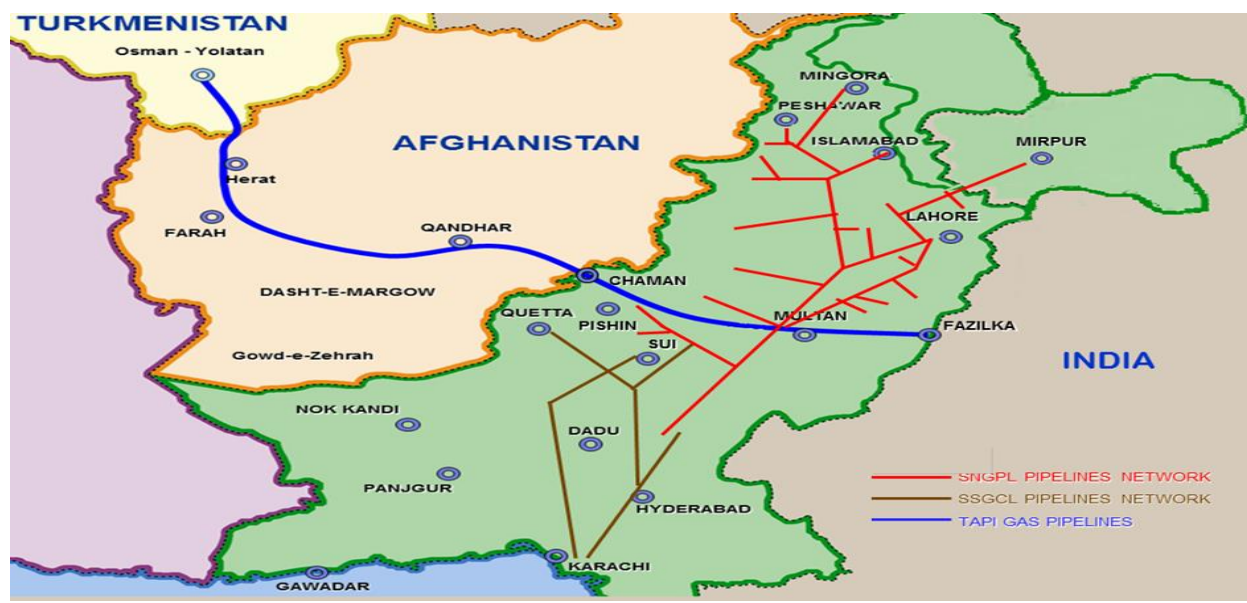 TURKMENISTAN
Osman - Yolatan
MINGORA
PESHAWAR
AFGHANISTAN
ISLAMABAD
MIRPUR
Herat
LAHORE
FARAH
QANDHAR
CHAMAN
DASHT-E-MARGOW
QUETTA
PISHIN
MULTAN
FAZILKA
SUI
Gowd-e-Zehrah
INDIA
NOK KANDI
DADU
PANJGUR
SNGPL PIPELINES NETWORK
SSGCL PIPELINES NETWORK
HYDERABAD
TAPI GAS PIPELINES
KARACHI
GAWADAR